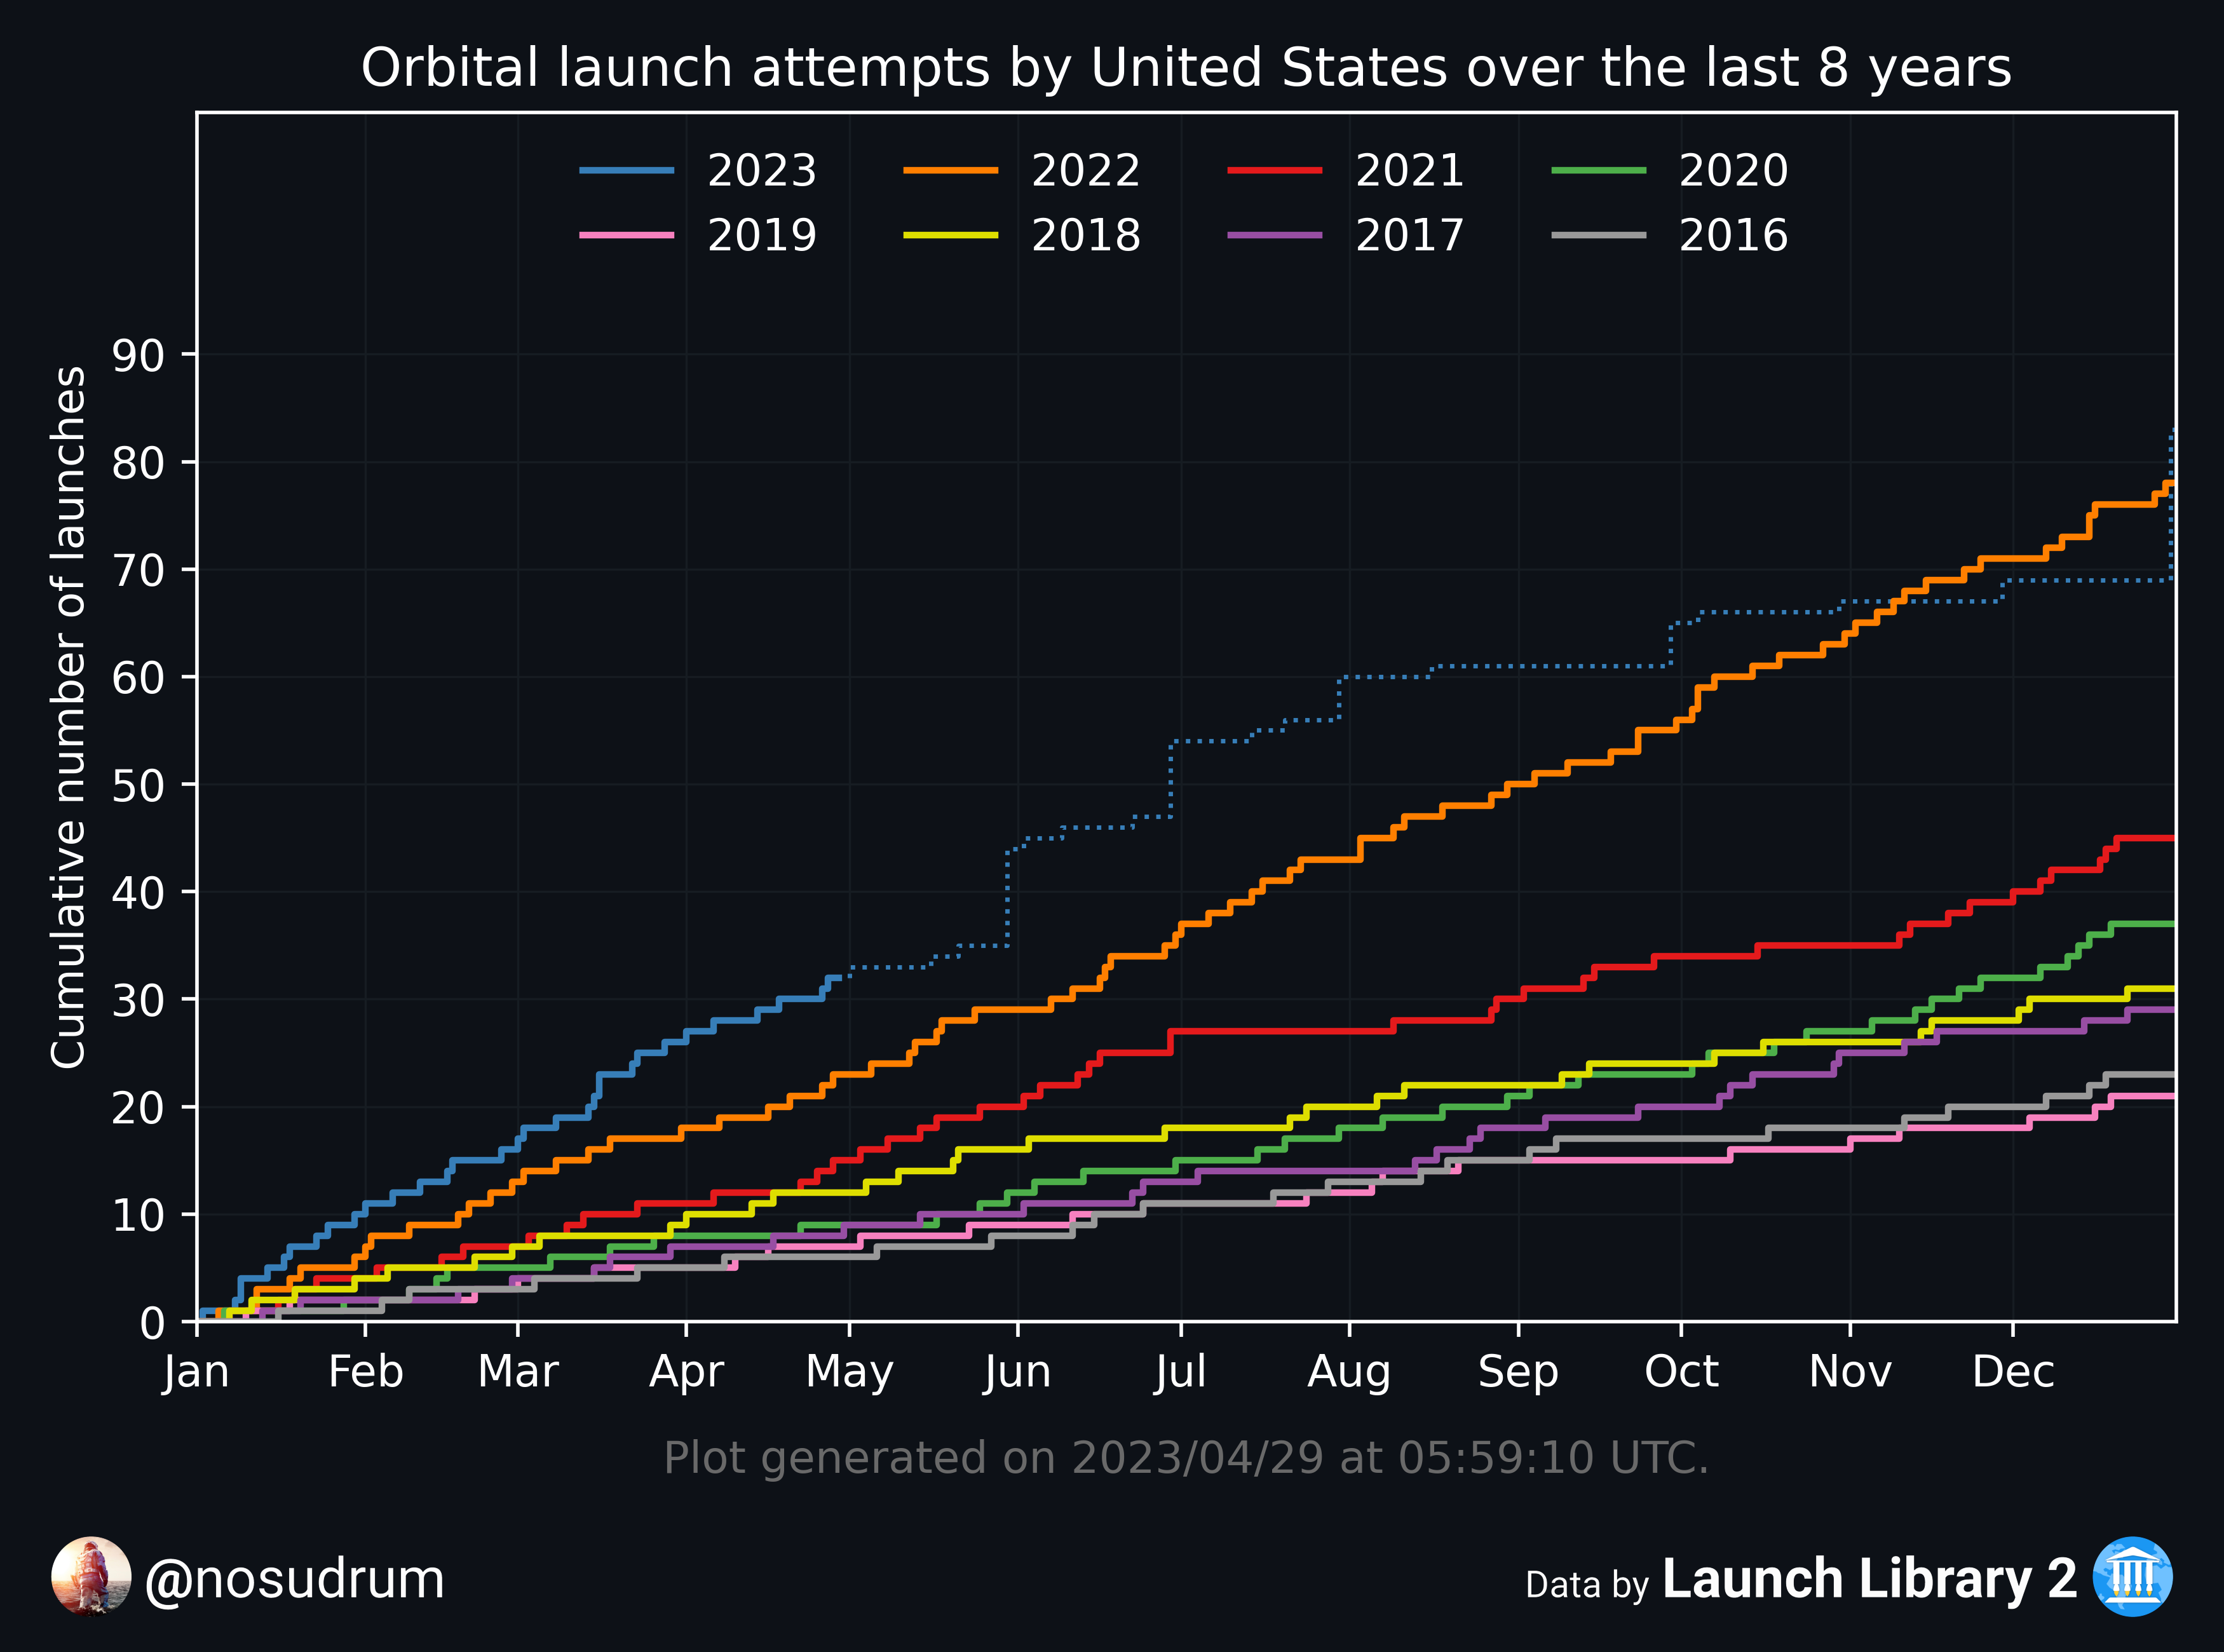 Orbital launch attempts by United States over the last 8 years
2023 2022 2021 2020
2019 2018 2017 2016
Cumulative number of launches
90
80
70
60
50
40
30
20
10
0
Jan Feb Mar Apr May Jun Jul Aug Sep Oct Nov Dec
Plot generated on 2023/04/29 at 05:59:10 UTC.
@nosudrum
Data by Launch Library 2